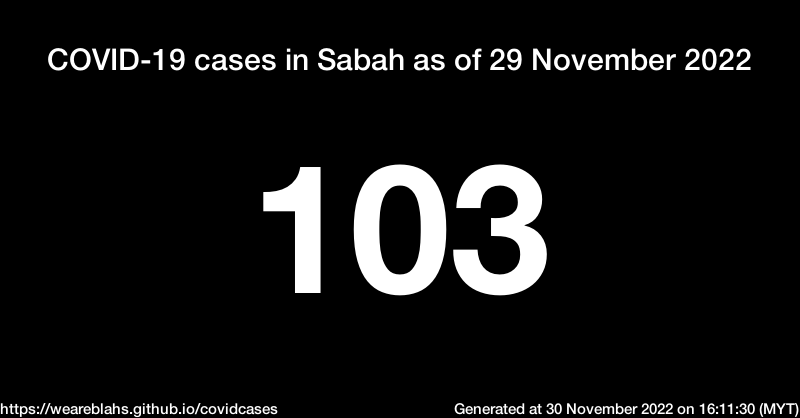 COVID-19 cases in Sabah as of 29 November 2022
103
https://weareblahs.github.io/covidcases
Generated at 30 November 2022 on 16:11:30 (MYT)